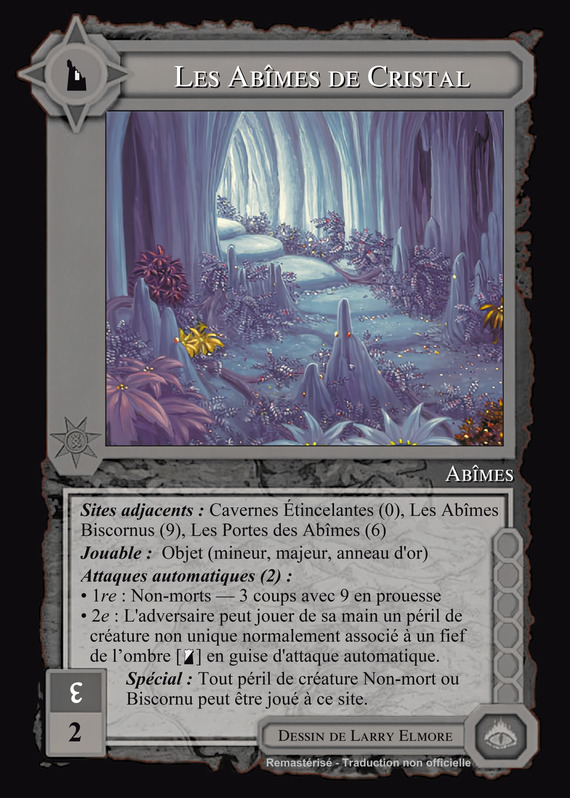 Les Abîmes de Cristal
Abîmes
Sites adjacents : Cavernes Étincelantes (0), Les Abîmes
Biscornus (9), Les Portes des Abîmes (6)
Jouable : Objet (mineur, majeur, anneau d'or)
Attaques automatiques (2) :
• 1re : Non-morts — 3 coups avec 9 en prouesse
• 2e : L'adversaire peut jouer de sa main un péril de
créature non unique normalement associé à un fief
de l’ombre [ ] en guise d'attaque automatique.
Spécial : Tout péril de créature Non-mort ou
Biscornu peut être joué à ce site.
2
Dessin de Larry Elmore
Remastérisé - Traduction non officielle